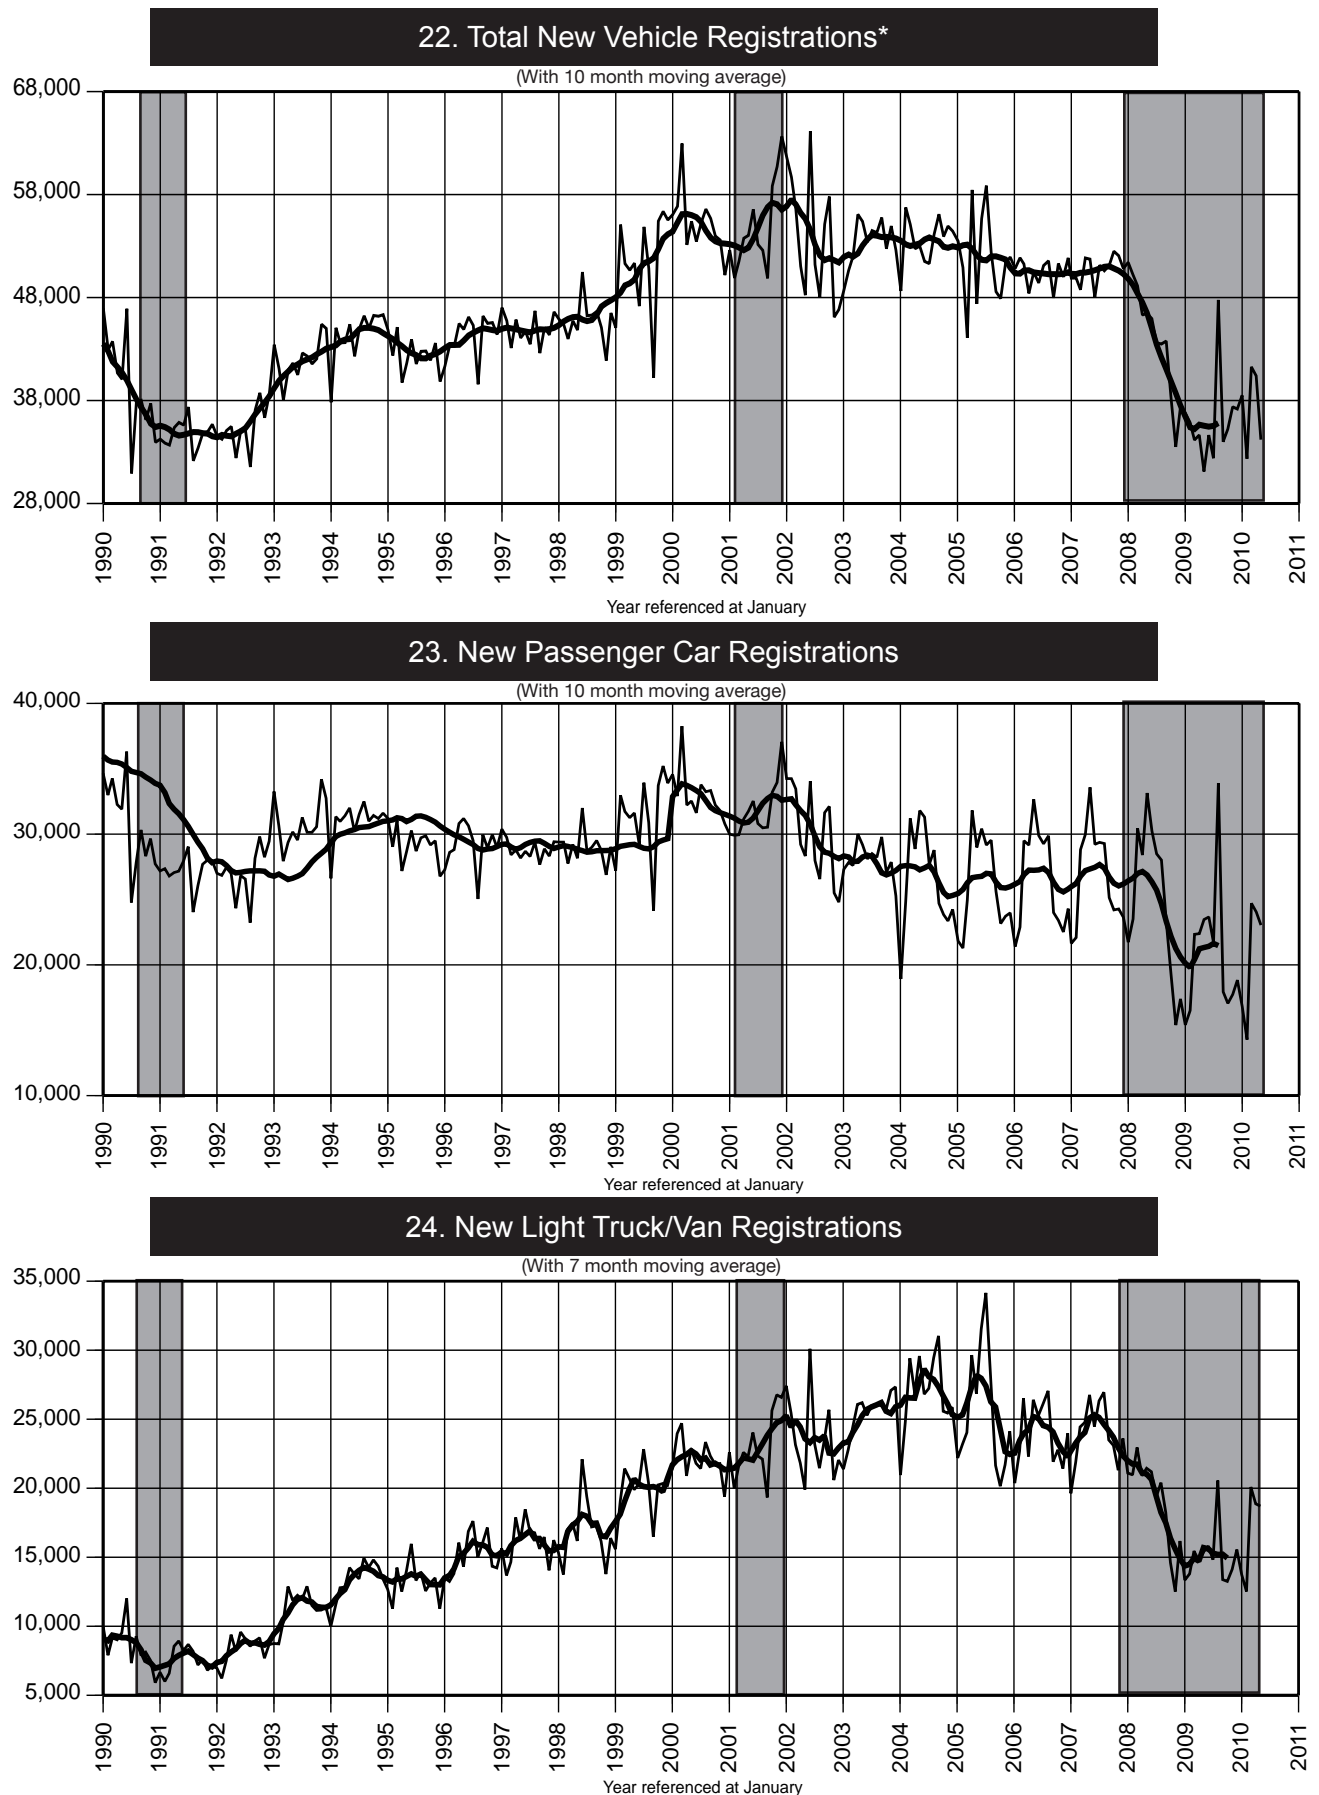 22. Total New Vehicle Registrations*
(With 10 month moving average)
68,000
58,000
48,000
38,000
28,000
1990 1991 1992 1993 1994 1995 1996 1997 1998 1999 2000 2001 2002 2003 2004 2005 2006 2007 2008 2009 2010 2011
Year referenced at January
23. New Passenger Car Registrations
(With 10 month moving average)
40,000
30,000
20,000
10,000
1990 1991 1992 1993 1994 1995 1996 1997 1998 1999 2000 2001 2002 2003 2004 2005 2006 2007 2008 2009 2010 2011
Year referenced at January
24. New Light Truck/Van Registrations
(With 7 month moving average)
35,000
30,000
25,000
20,000
15,000
10,000
5,000
1990 1991 1992 1993 1994 1995 1996 1997 1998 1999 2000 2001 2002 2003 2004 2005 2006 2007 2008 2009 2010 2011
Year referenced at January